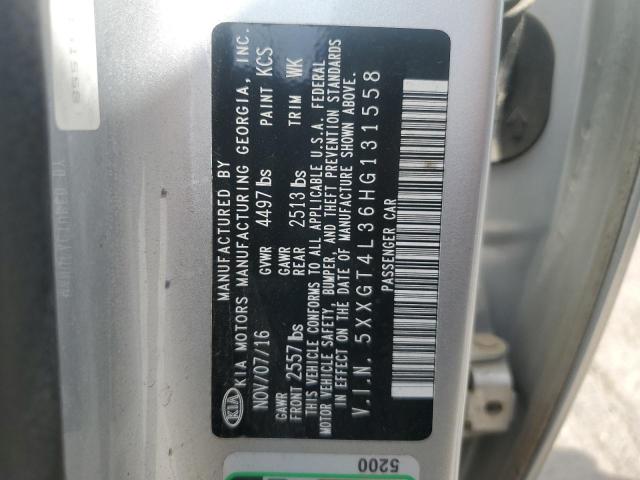 KIA
MANUFACTURED BY
KIA MOTORS MANUFACTURING GEORGIA, INC.
NOV/07/16 GVWR 4497lbs PAINT KCS
GAWR GAWR
FRONT 2557lbs REAR 2513lbs TRIM WK
THIS VEHICLE CONFORMS TO ALL APPLICABLE U.S.A. FEDERAL
MOTOR VEHICLE SAFETY, BUMPER, AND THEFT PREVENTION STANDARDS
IN EFFECT ON THE DATE OF MANUFACTURE SHOWN ABOVE.
V.I.N. 5XXGT4L36HG131558
PASSENGER CAR
5200